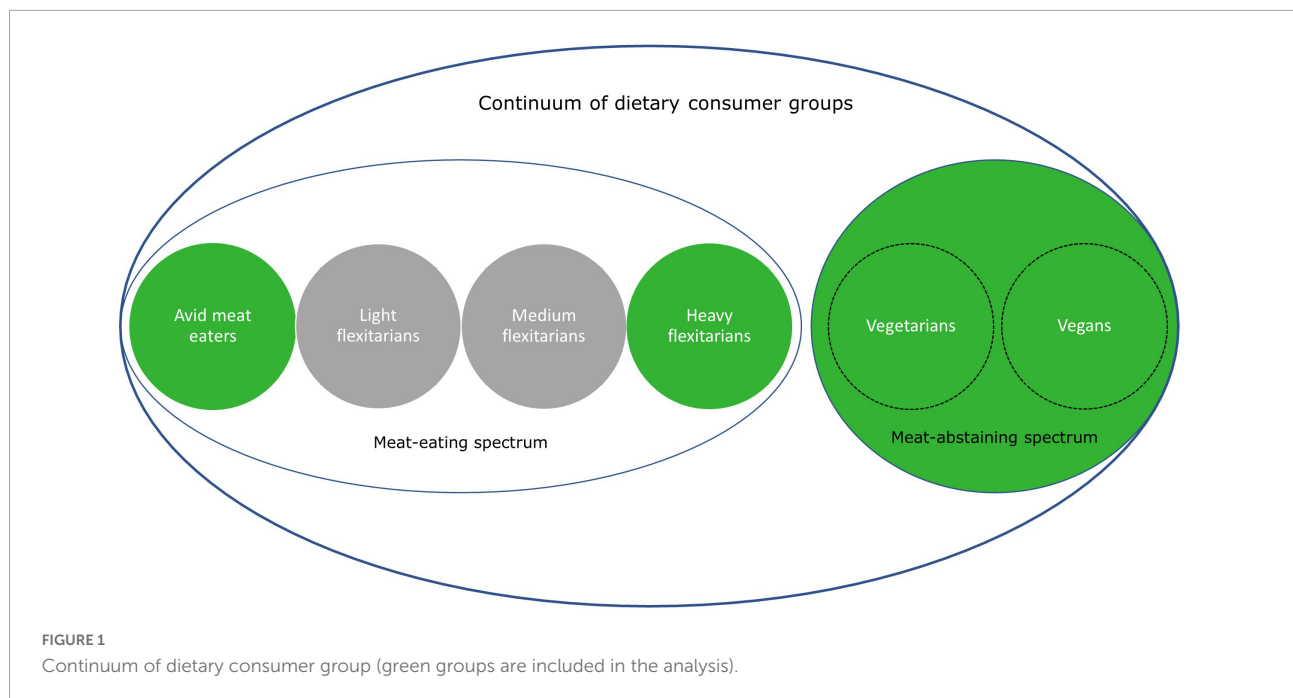 Continuum of dietary consumer groups
Avid meat
eaters
Light
flexitarians
Medium
flexitarians
Heavy
flexitarians
Vegetarians
Vegans
Meat-eating spectrum
Meat-abstaining spectrum
FIGURE 1
Continuum of dietary consumer group (green groups are included in the analysis).